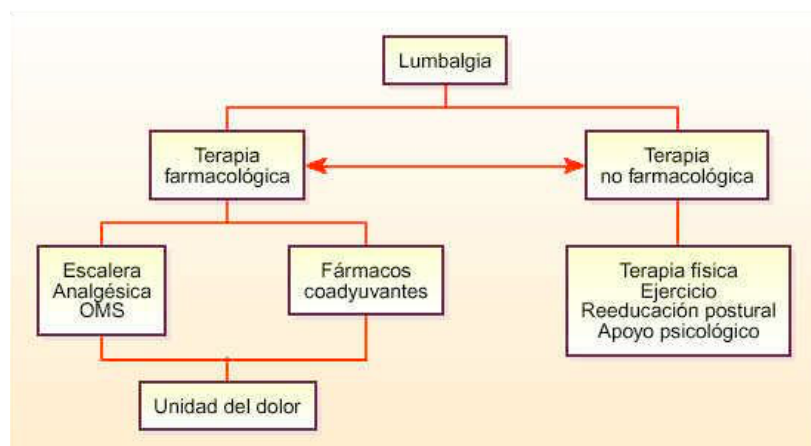 Lumbalgia
Terapia
farmacológica
Terapia
no farmacológica
Escalera
Analgésica
OMS
Fármacos
coadyuvantes
Terapia física
Ejercicio
Reeducación postural
Apoyo psicológico
Unidad del dolor